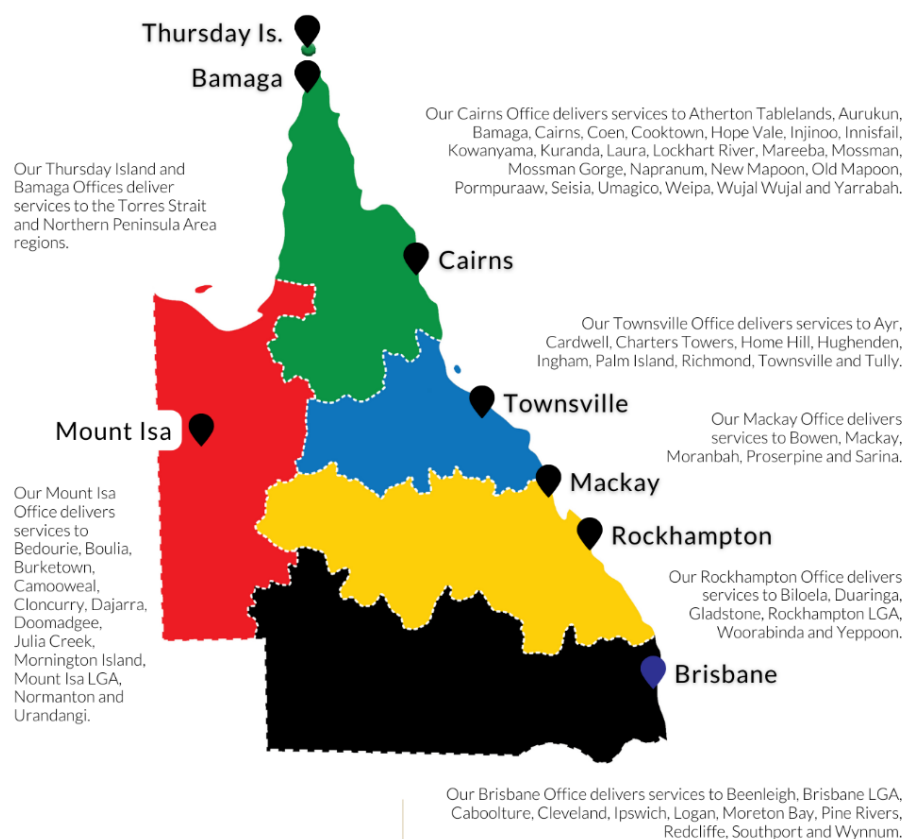 Thursday Is.
Bamaga
Our Cairns Office delivers services to Atherton Tablelands, Aurukun,
Bamaga, Cairns, Coen, Cooktown, Hope Vale, Injinoo, Innisfail,
Kowanyama, Kuranda, Laura, Lockhart River, Mareeba, Mossman,
Mossman Gorge, Napranum, New Mapoon, Old Mapoon,
Pormpuraaw, Seisia, Umagico, Weipa, Wujal Wujal and Yarrabah.
Our Thursday Island and
Bamaga Offices deliver
services to the Torres Strait
and Northern Peninsula Area
regions.
Cairns
Our Townsville Office delivers services to Ayr,
Cardwell, Charters Towers, Home Hill, Hughenden,
Ingham, Palm Island, Richmond, Townsville and Tully.
Townsville
Mount Isa
Our Mackay Office delivers
services to Bowen, Mackay,
Moranbah, Proserpine and Sarina.
Mackay
Our Mount Isa
Office delivers
services to
Bedourie, Boulia,
Burketown,
Camooweal,
Cloncurry, Dajarra,
Doomadgee,
Julia Creek,
Mornington Island,
Mount Isa LGA,
Normanton and
Urandangi.
Rockhampton
Our Rockhampton Office delivers
services to Biloela, Duaringa,
Gladstone, Rockhampton LGA,
Woorabinda and Yeppoon.
Brisbane
Our Brisbane Office delivers services to Beenleigh, Brisbane LGA,
Caboolture, Cleveland, Ipswich, Logan, Moreton Bay, Pine Rivers,
Redcliffe, Southport and Wynnum.